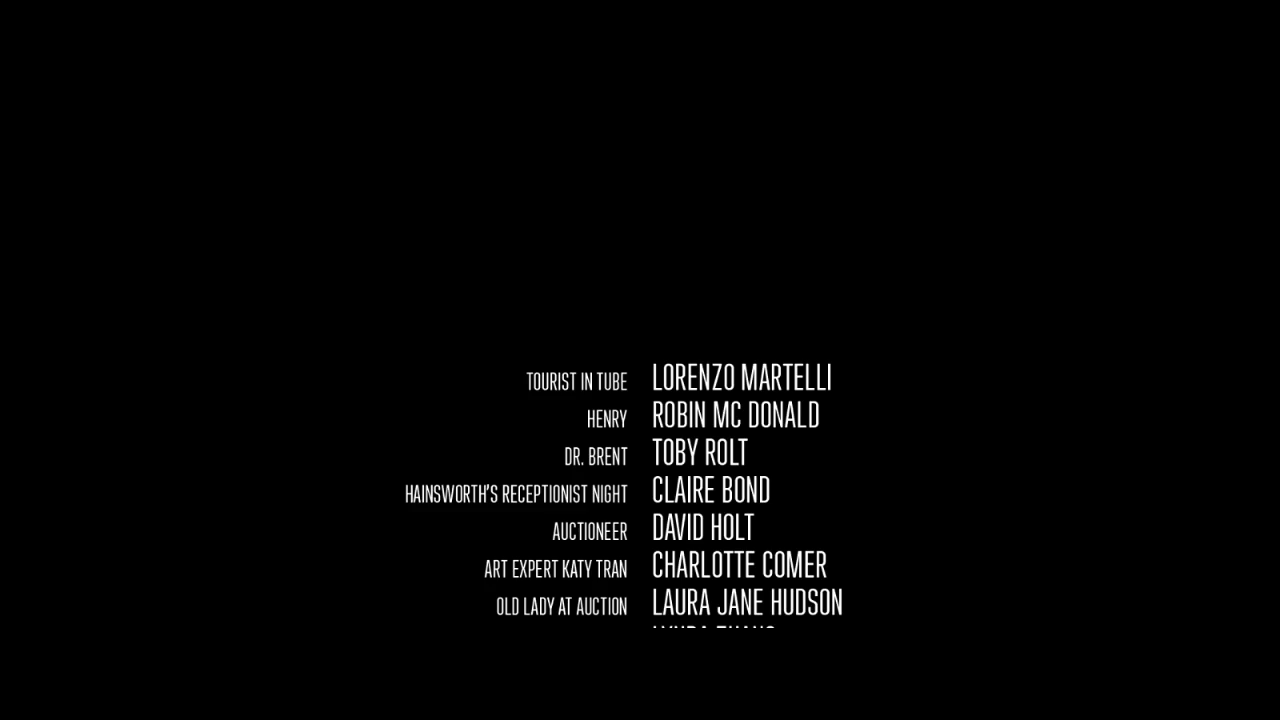 TOURIST IN TUBE LORENZO MARTELLI
HENRY ROBIN MC DONALD
DR. BRENT TOBY ROLT
HAINSWORTH'S RECEPTIONIST NIGHT CLAIRE BOND
AUCTIONEER DAVID HOLT
ART EXPERT KATY TRAN CHARLOTTE COMER
OLD LADY AT AUCTION LAURA JANE HUDSON